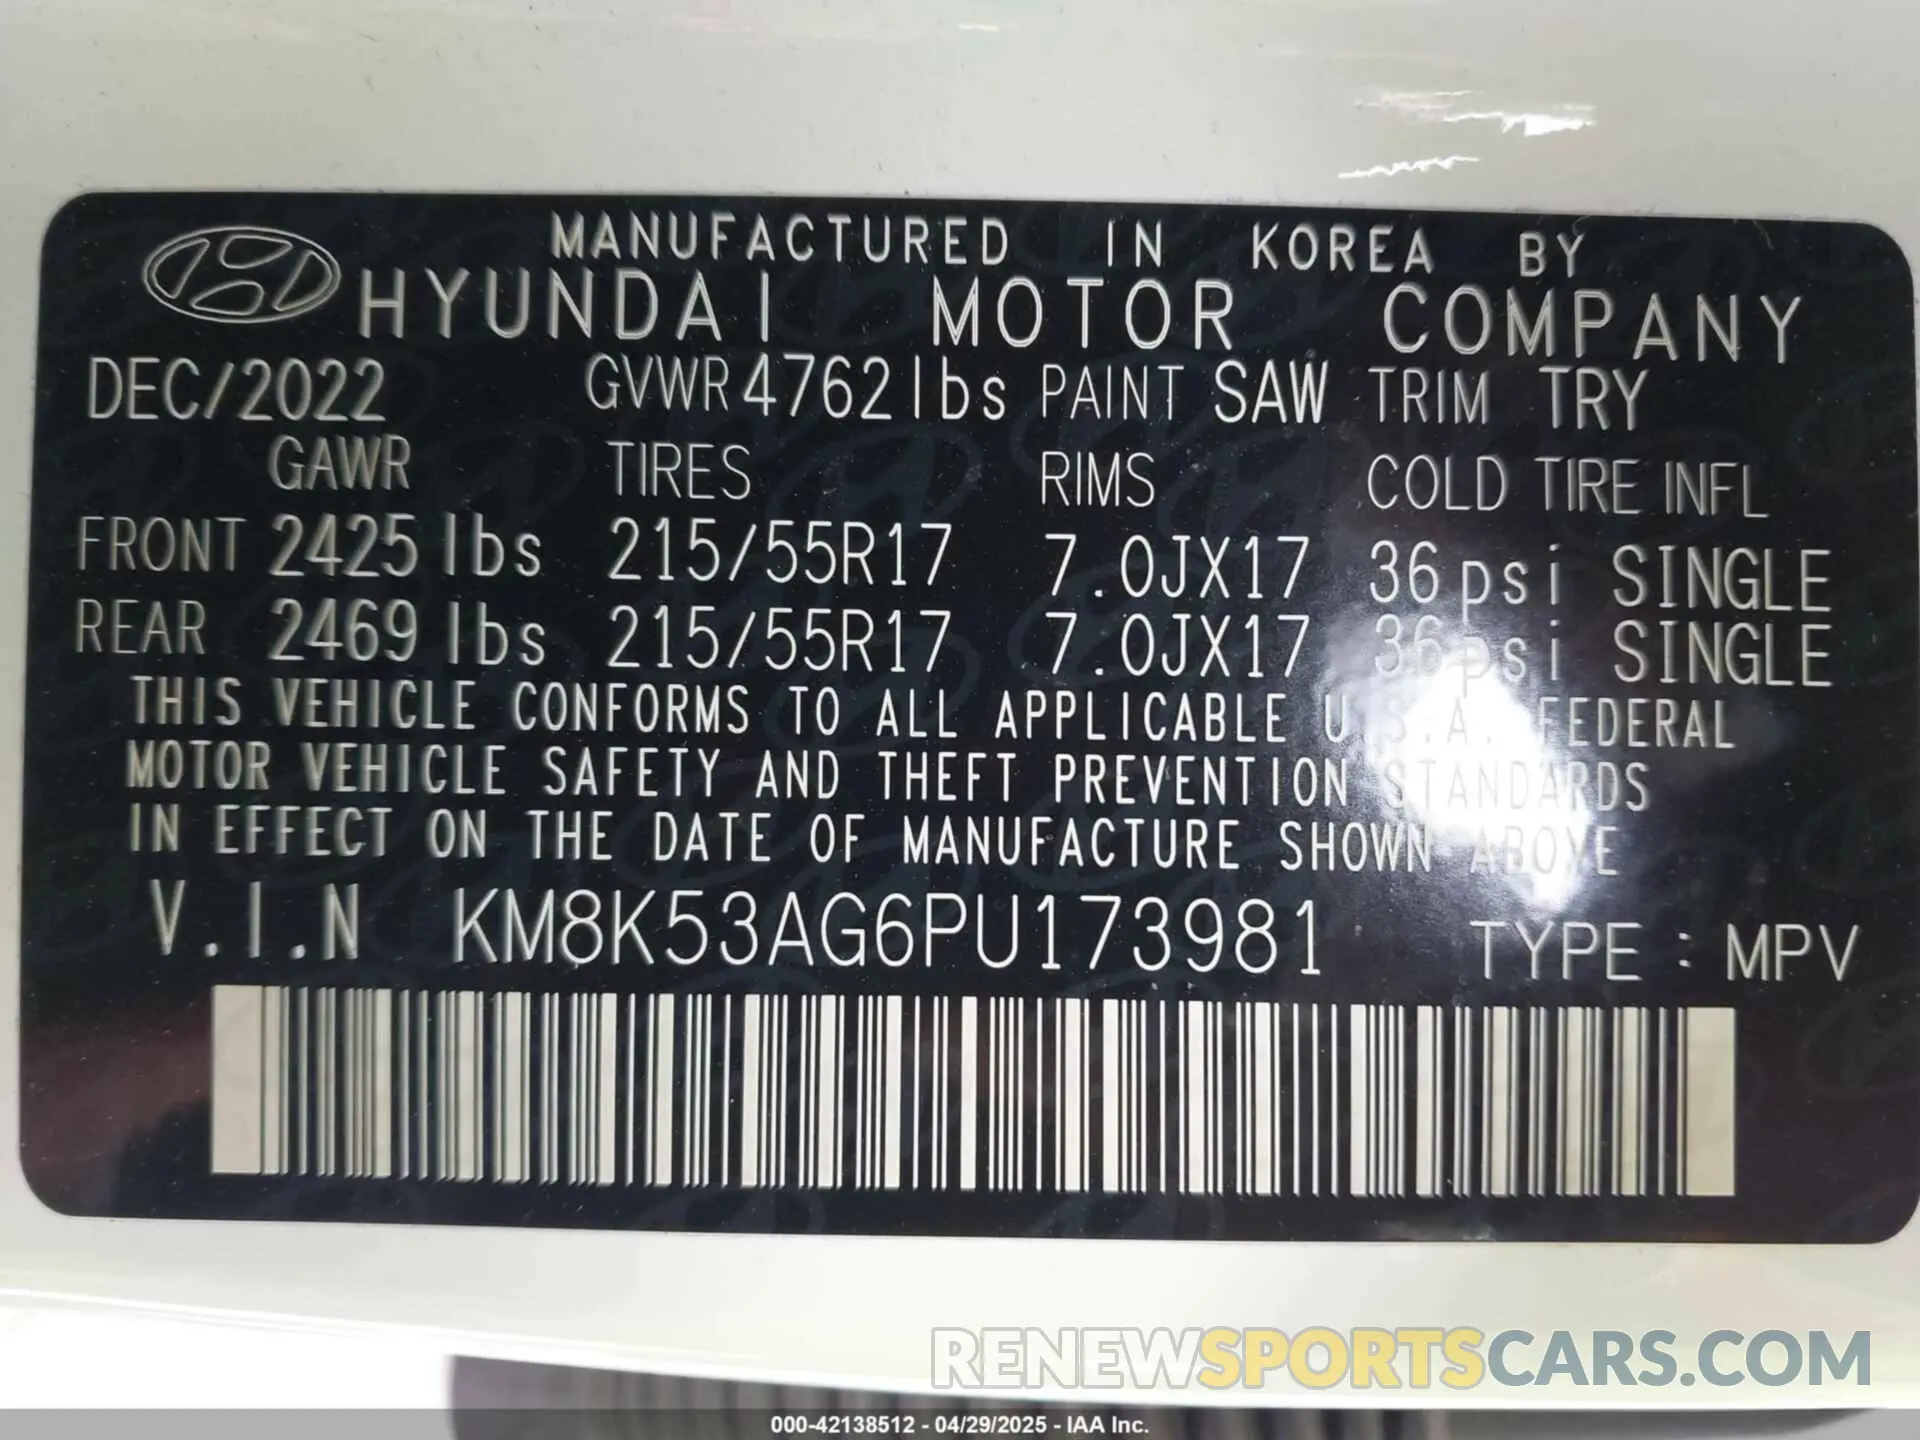 MANUFACTURED IN KOREA BY
HYUNDAI MOTOR COMPANY
DEC/2022 GVWR 4762 lbs PAINT SAW TRIM TRY
GAWR TIRES RIMS COLD TIRE INFL
FRONT 2425 lbs 215/55R17 7.0JX17 36 psi SINGLE
REAR 2469 lbs 215/55R17 7.0JX17 36 psi SINGLE
THIS VEHICLE CONFORMS TO ALL APPLICABLE U.S.A. FEDERAL
MOTOR VEHICLE SAFETY AND THEFT PREVENTION STANDARDS
IN EFFECT ON THE DATE OF MANUFACTURE SHOWN ABOVE
V.I.N KM8K53AG6PU173981 TYPE : MPV
RENEWSPORTSCARS.COM
000-42138512 - 04/29/2025 - IAA Inc.